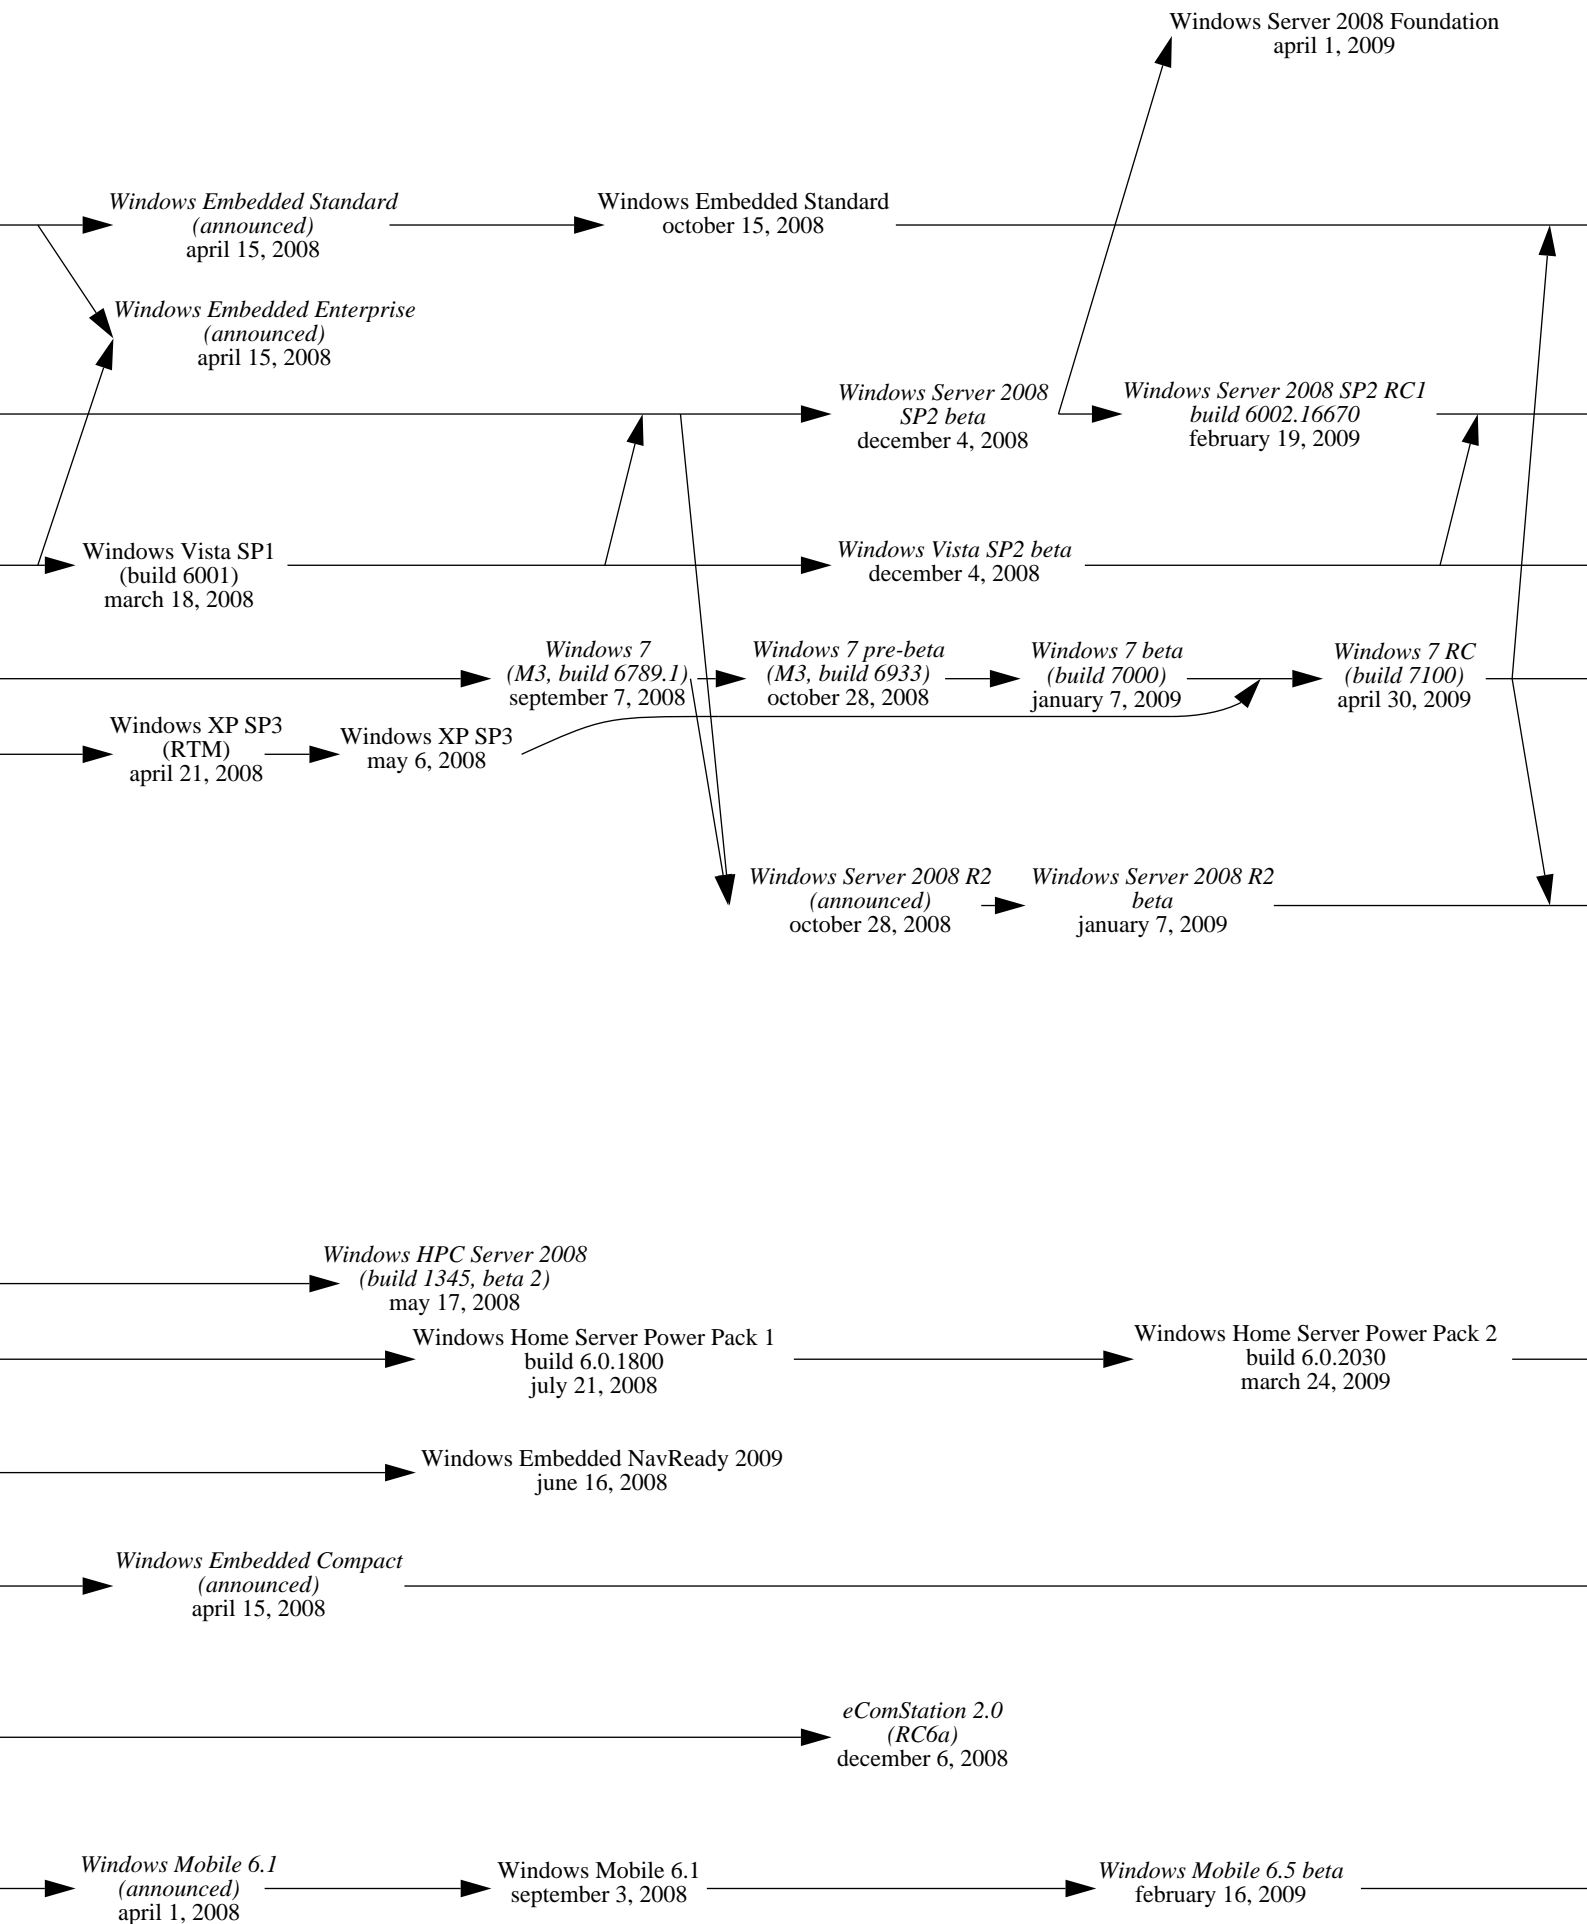 Windows Server 2008 Foundation
april 1, 2009
Windows Embedded Standard
(announced)
april 15, 2008
Windows Embedded Standard
october 15, 2008
Windows Embedded Enterprise
(announced)
april 15, 2008
Windows Server 2008
SP2 beta
december 4, 2008
Windows Server 2008 SP2 RC1
build 6002.16670
february 19, 2009
Windows Vista SP1
(build 6001)
march 18, 2008
Windows Vista SP2 beta
december 4, 2008
Windows 7
(M3, build 6789.1)
september 7, 2008
Windows 7 pre-beta
(M3, build 6933)
october 28, 2008
Windows 7 beta
(build 7000)
january 7, 2009
Windows 7 RC
(build 7100)
april 30, 2009
Windows XP SP3
(RTM)
april 21, 2008
Windows XP SP3
may 6, 2008
Windows Server 2008 R2
(announced)
october 28, 2008
Windows Server 2008 R2
beta
january 7, 2009
Windows HPC Server 2008
(build 1345, beta 2)
may 17, 2008
Windows Home Server Power Pack 1
build 6.0.1800
july 21, 2008
Windows Home Server Power Pack 2
build 6.0.2030
march 24, 2009
Windows Embedded NavReady 2009
june 16, 2008
Windows Embedded Compact
(announced)
april 15, 2008
eComStation 2.0
(RC6a)
december 6, 2008
Windows Mobile 6.1
(announced)
april 1, 2008
Windows Mobile 6.1
september 3, 2008
Windows Mobile 6.5 beta
february 16, 2009